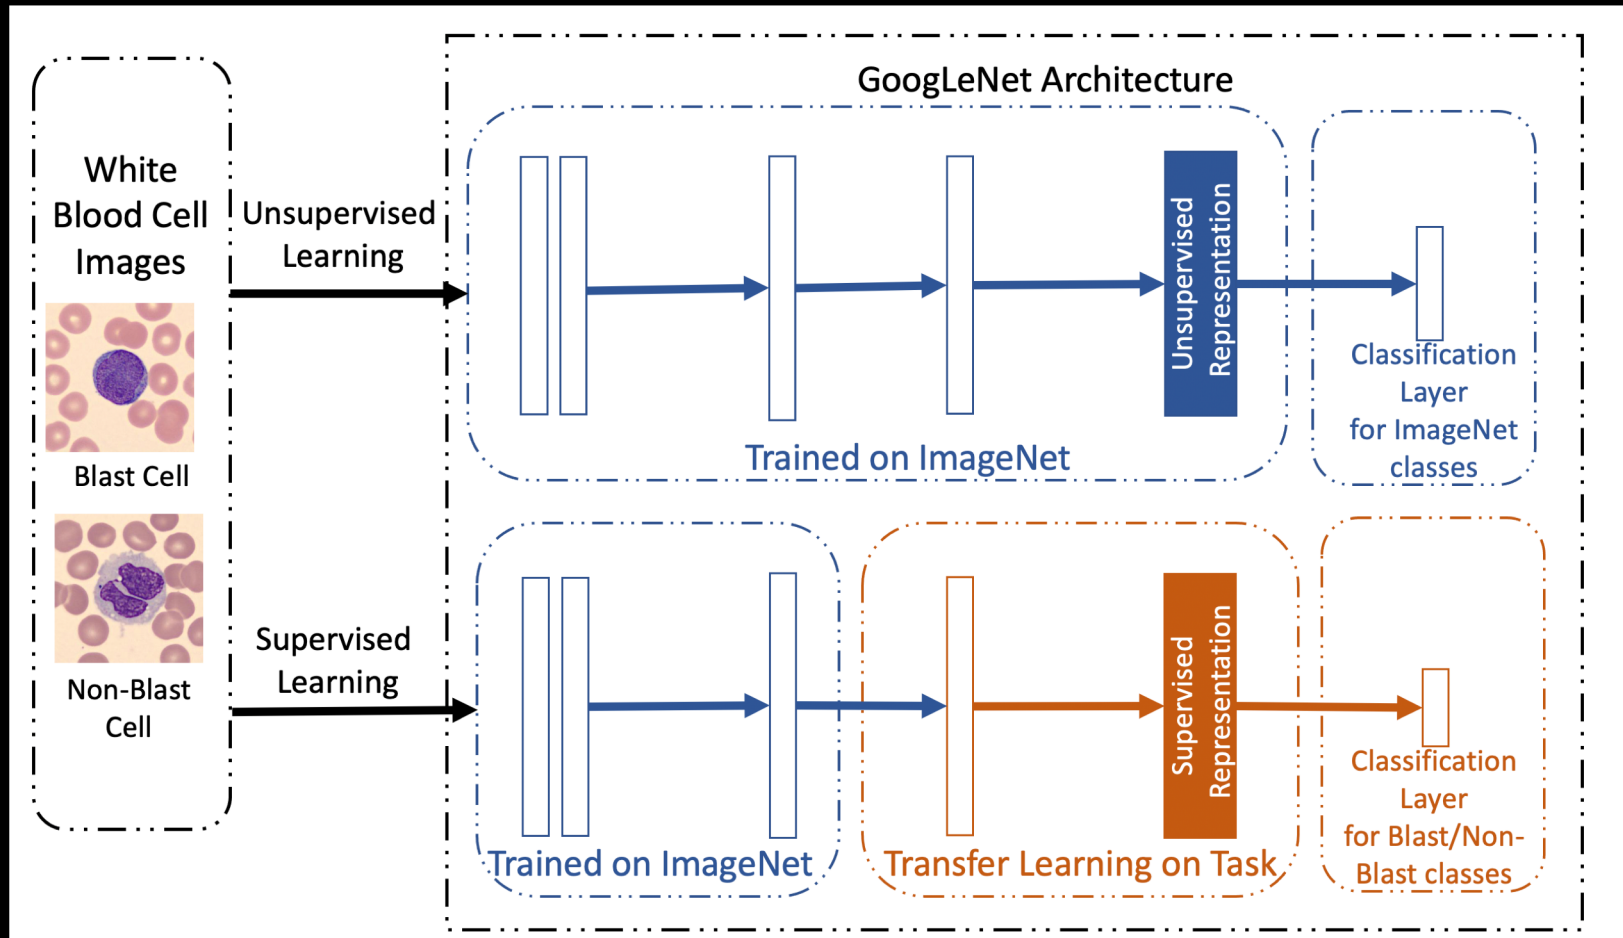 GoogLeNet Architecture
White
Blood Cell
Images
Blast Cell
Non-Blast
Cell
Unsupervised
Learning
Supervised
Learning
Unsupervised
Representation
Trained on ImageNet
Classification
Layer
for ImageNet
classes
Trained on ImageNet
Supervised
Representation
Transfer Learning on Task
Classification
Layer
for Blast/Non-
Blast classes